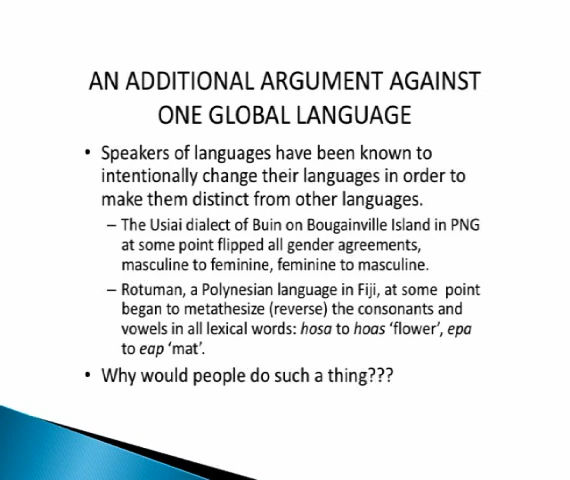 AN ADDITIONAL ARGUMENT AGAINST
ONE GLOBAL LANGUAGE
• Speakers of languages have been known to
intentionally change their languages in order to
make them distinct from other languages.
– The Usiai dialect of Buin on Bougainville Island in PNG
at some point flipped all gender agreements,
masculine to feminine, feminine to masculine.
– Rotuman, a Polynesian language in Fiji, at some point
began to metathesize (reverse) the consonants and
vowels in all lexical words: hosa to hoas ‘flower’, epa
to eap ‘mat’.
• Why would people do such a thing???